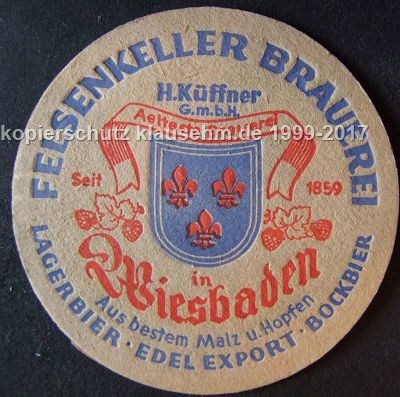 FELSENKELLER BRAUEREI
H. Küffner
G.m.b.H.
kopierschutz klausehm.de 1999-2017
Seit 1859
in
Wiesbaden
Aus bestem Malz u. Hopfen
LAGERBIER · EDEL EXPORT · BOCKBIER